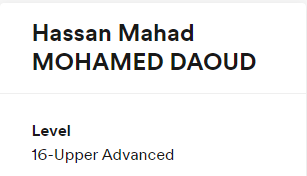 Hassan Mahad
MOHAMED DAOUD
Level
16-Upper Advanced